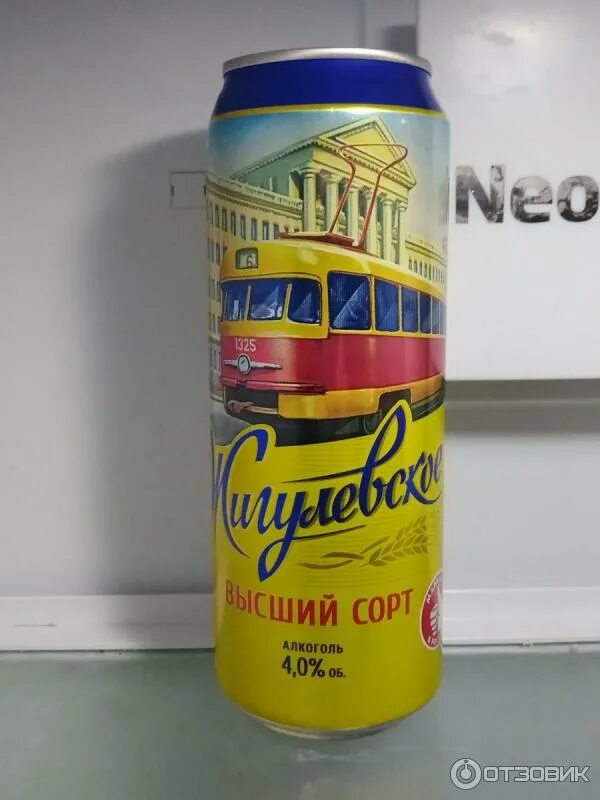 Neo
6
1325
Жигулевское
ВЫСШИЙ СОРТ
АЛКОГОЛЬ
4,0% ОБ.
ОТЗОВИК